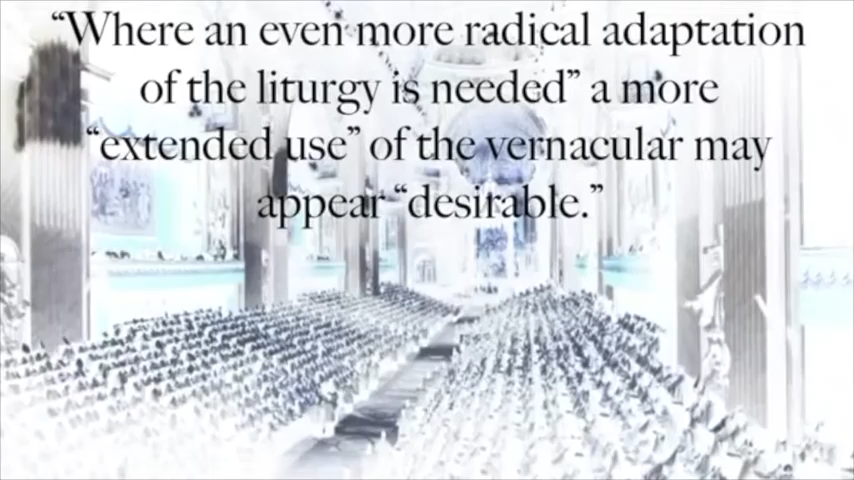 “Where an even more radical adaptation
of the liturgy is needed” a more
“extended use” of the vernacular may
appear “desirable.”